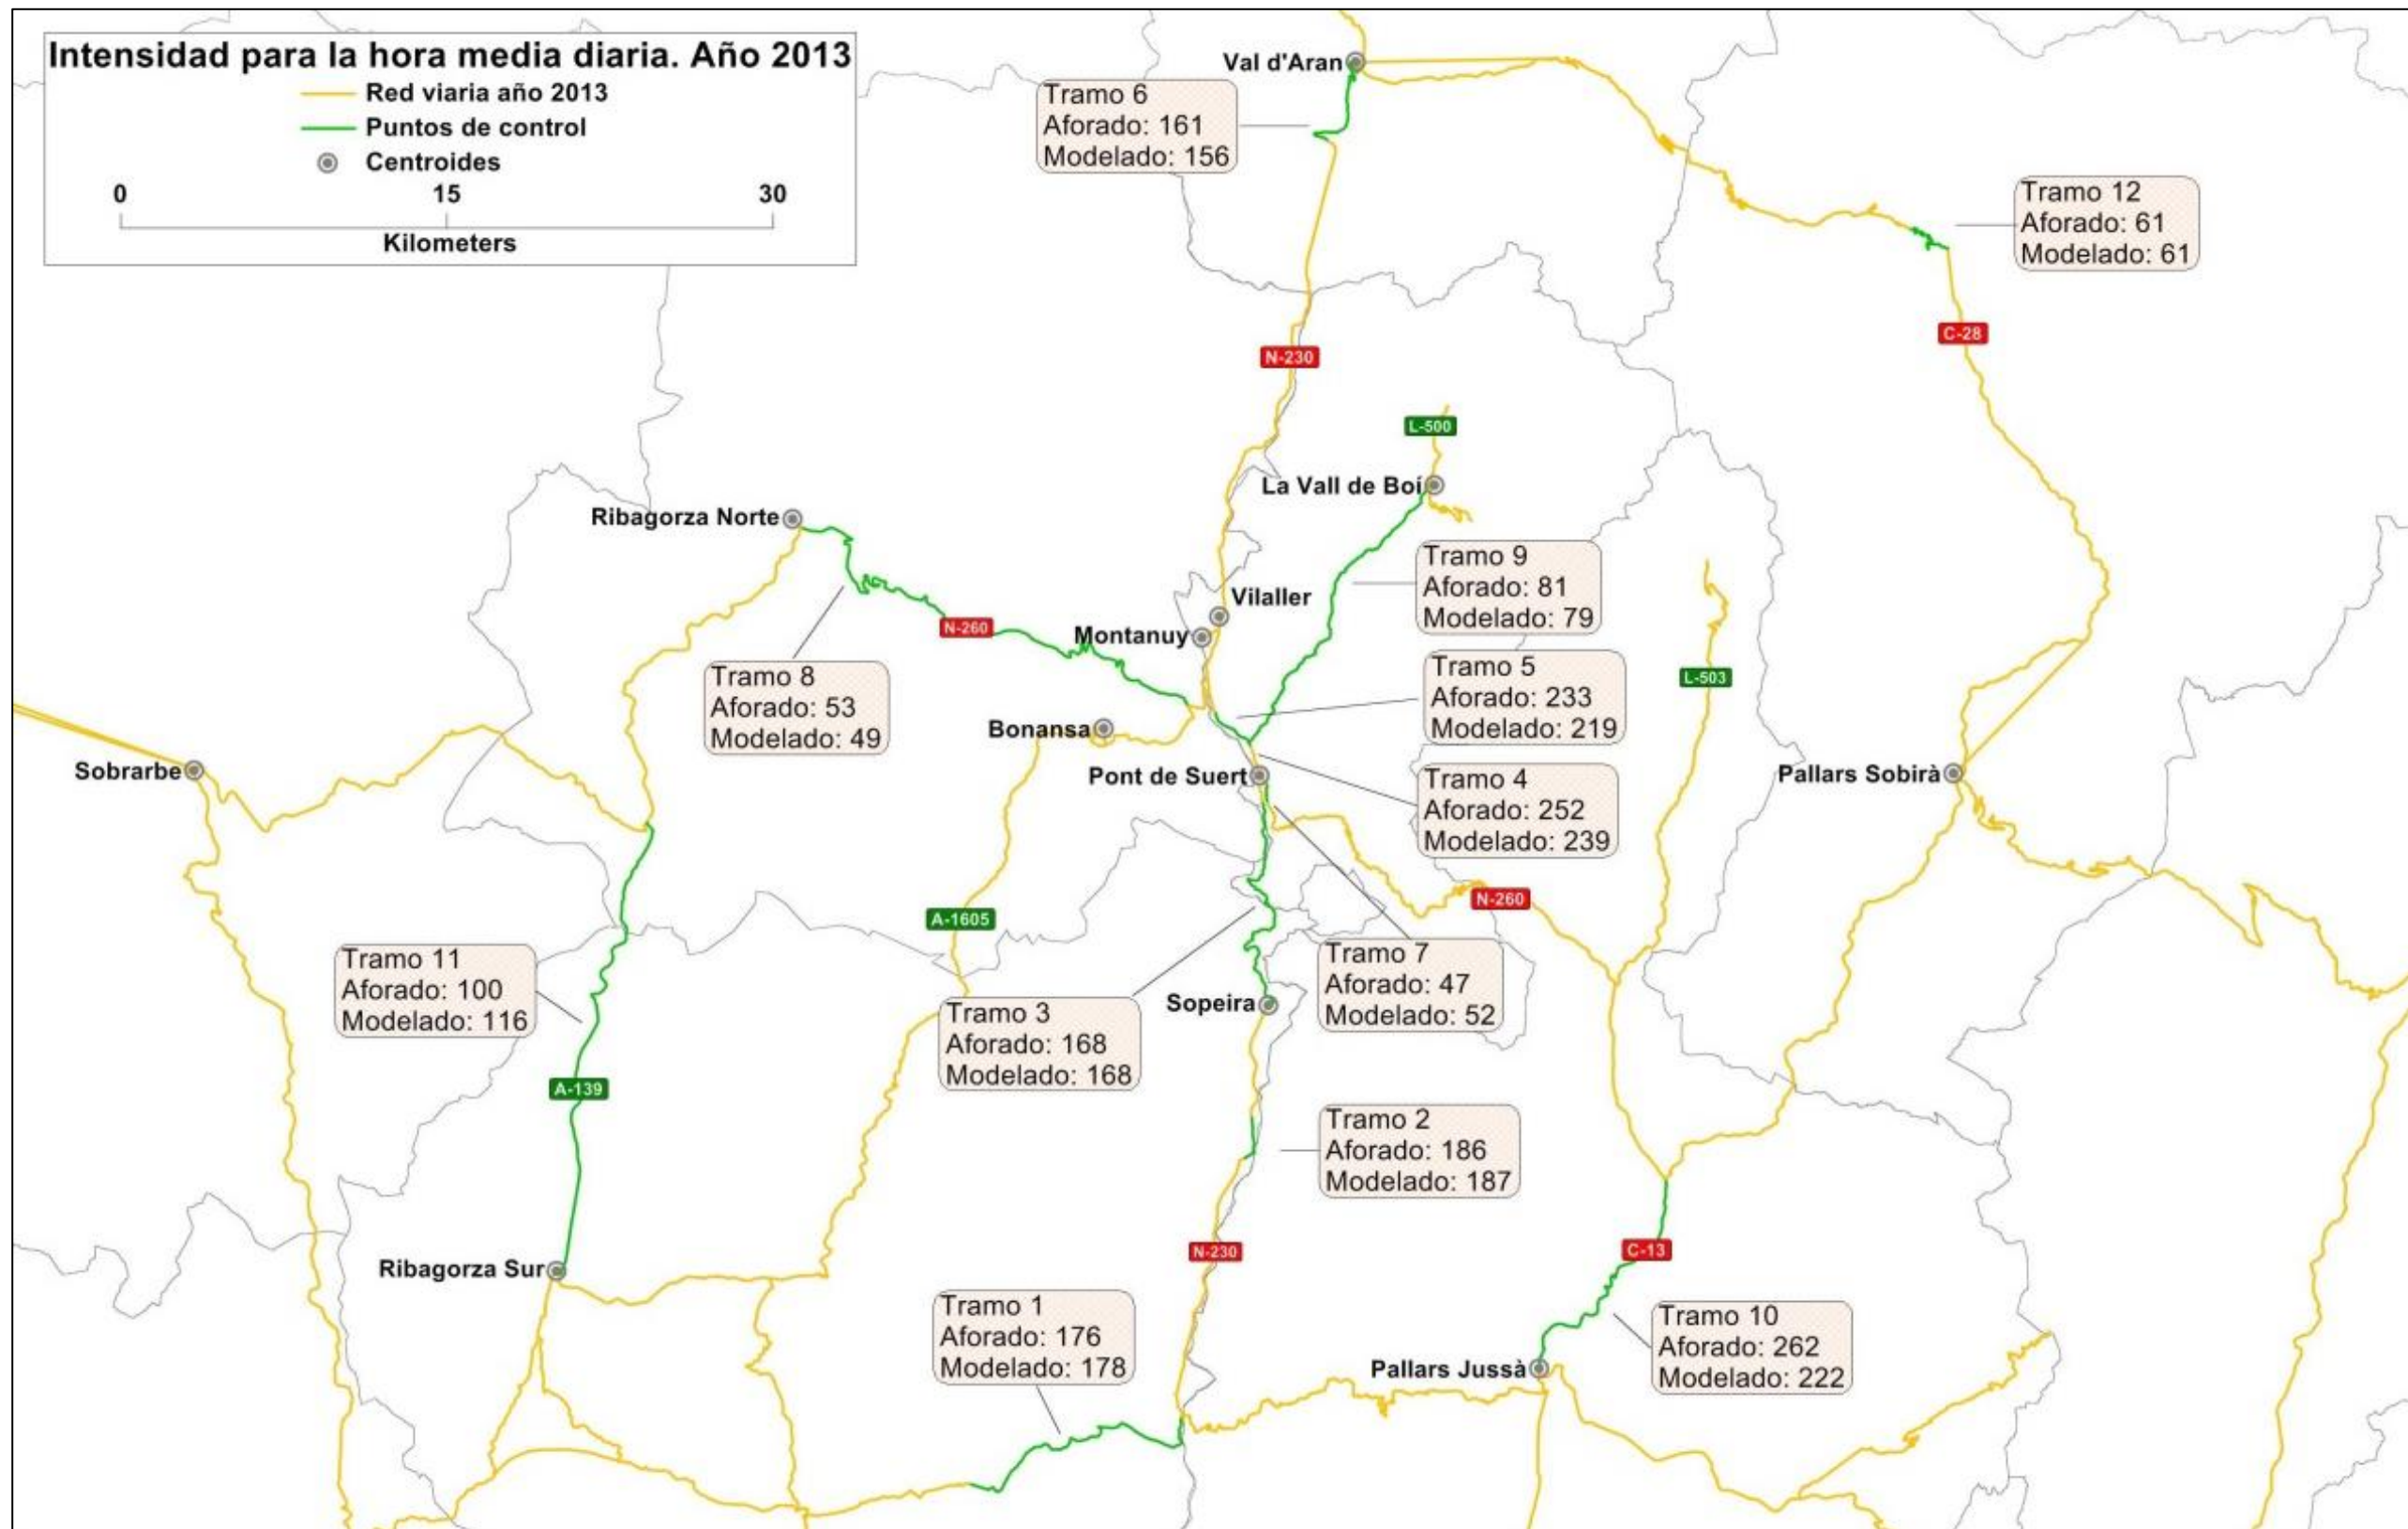 Intensidad para la hora media diaria. Año 2013
Red viaria año 2013
Puntos de control
Centroides
0 15 30
Kilometers
Val d'Aran
Tramo 6
Aforado: 161
Modelado: 156
Tramo 12
Aforado: 61
Modelado: 61
C-28
N-230
L-500
La Vall de Boí
Ribagorza Norte
Tramo 9
Aforado: 81
Modelado: 79
Vilaller
N-260
Montanuy
Tramo 8
Aforado: 53
Modelado: 49
Tramo 5
Aforado: 233
Modelado: 219
L-503
Bonansa
Sobrarbe
Pont de Suert
Pallars Sobirà
Tramo 4
Aforado: 252
Modelado: 239
N-260
A-1605
Tramo 11
Aforado: 100
Modelado: 116
Tramo 7
Aforado: 47
Modelado: 52
Sopeira
Tramo 3
Aforado: 168
Modelado: 168
A-139
Tramo 2
Aforado: 186
Modelado: 187
N-230
C-13
Ribagorza Sur
Tramo 1
Aforado: 176
Modelado: 178
Tramo 10
Aforado: 262
Modelado: 222
Pallars Jussà